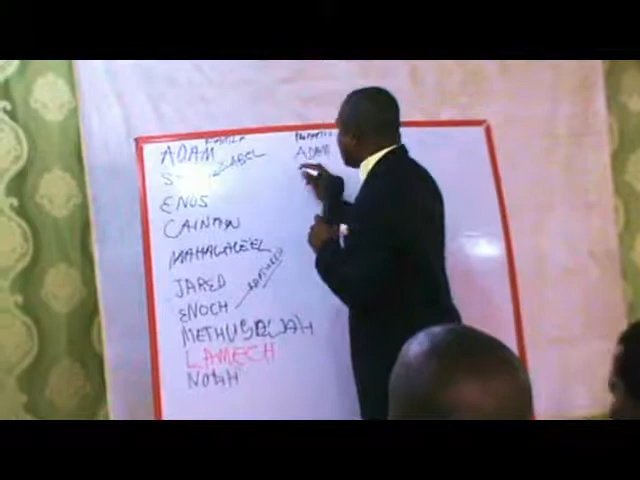 ADAM
ABEL
ADAM
S
ENOS
CAINAN
MAHALALEEL
JARED
ENOCH
METHUSELAH
LAMECH
NOAH